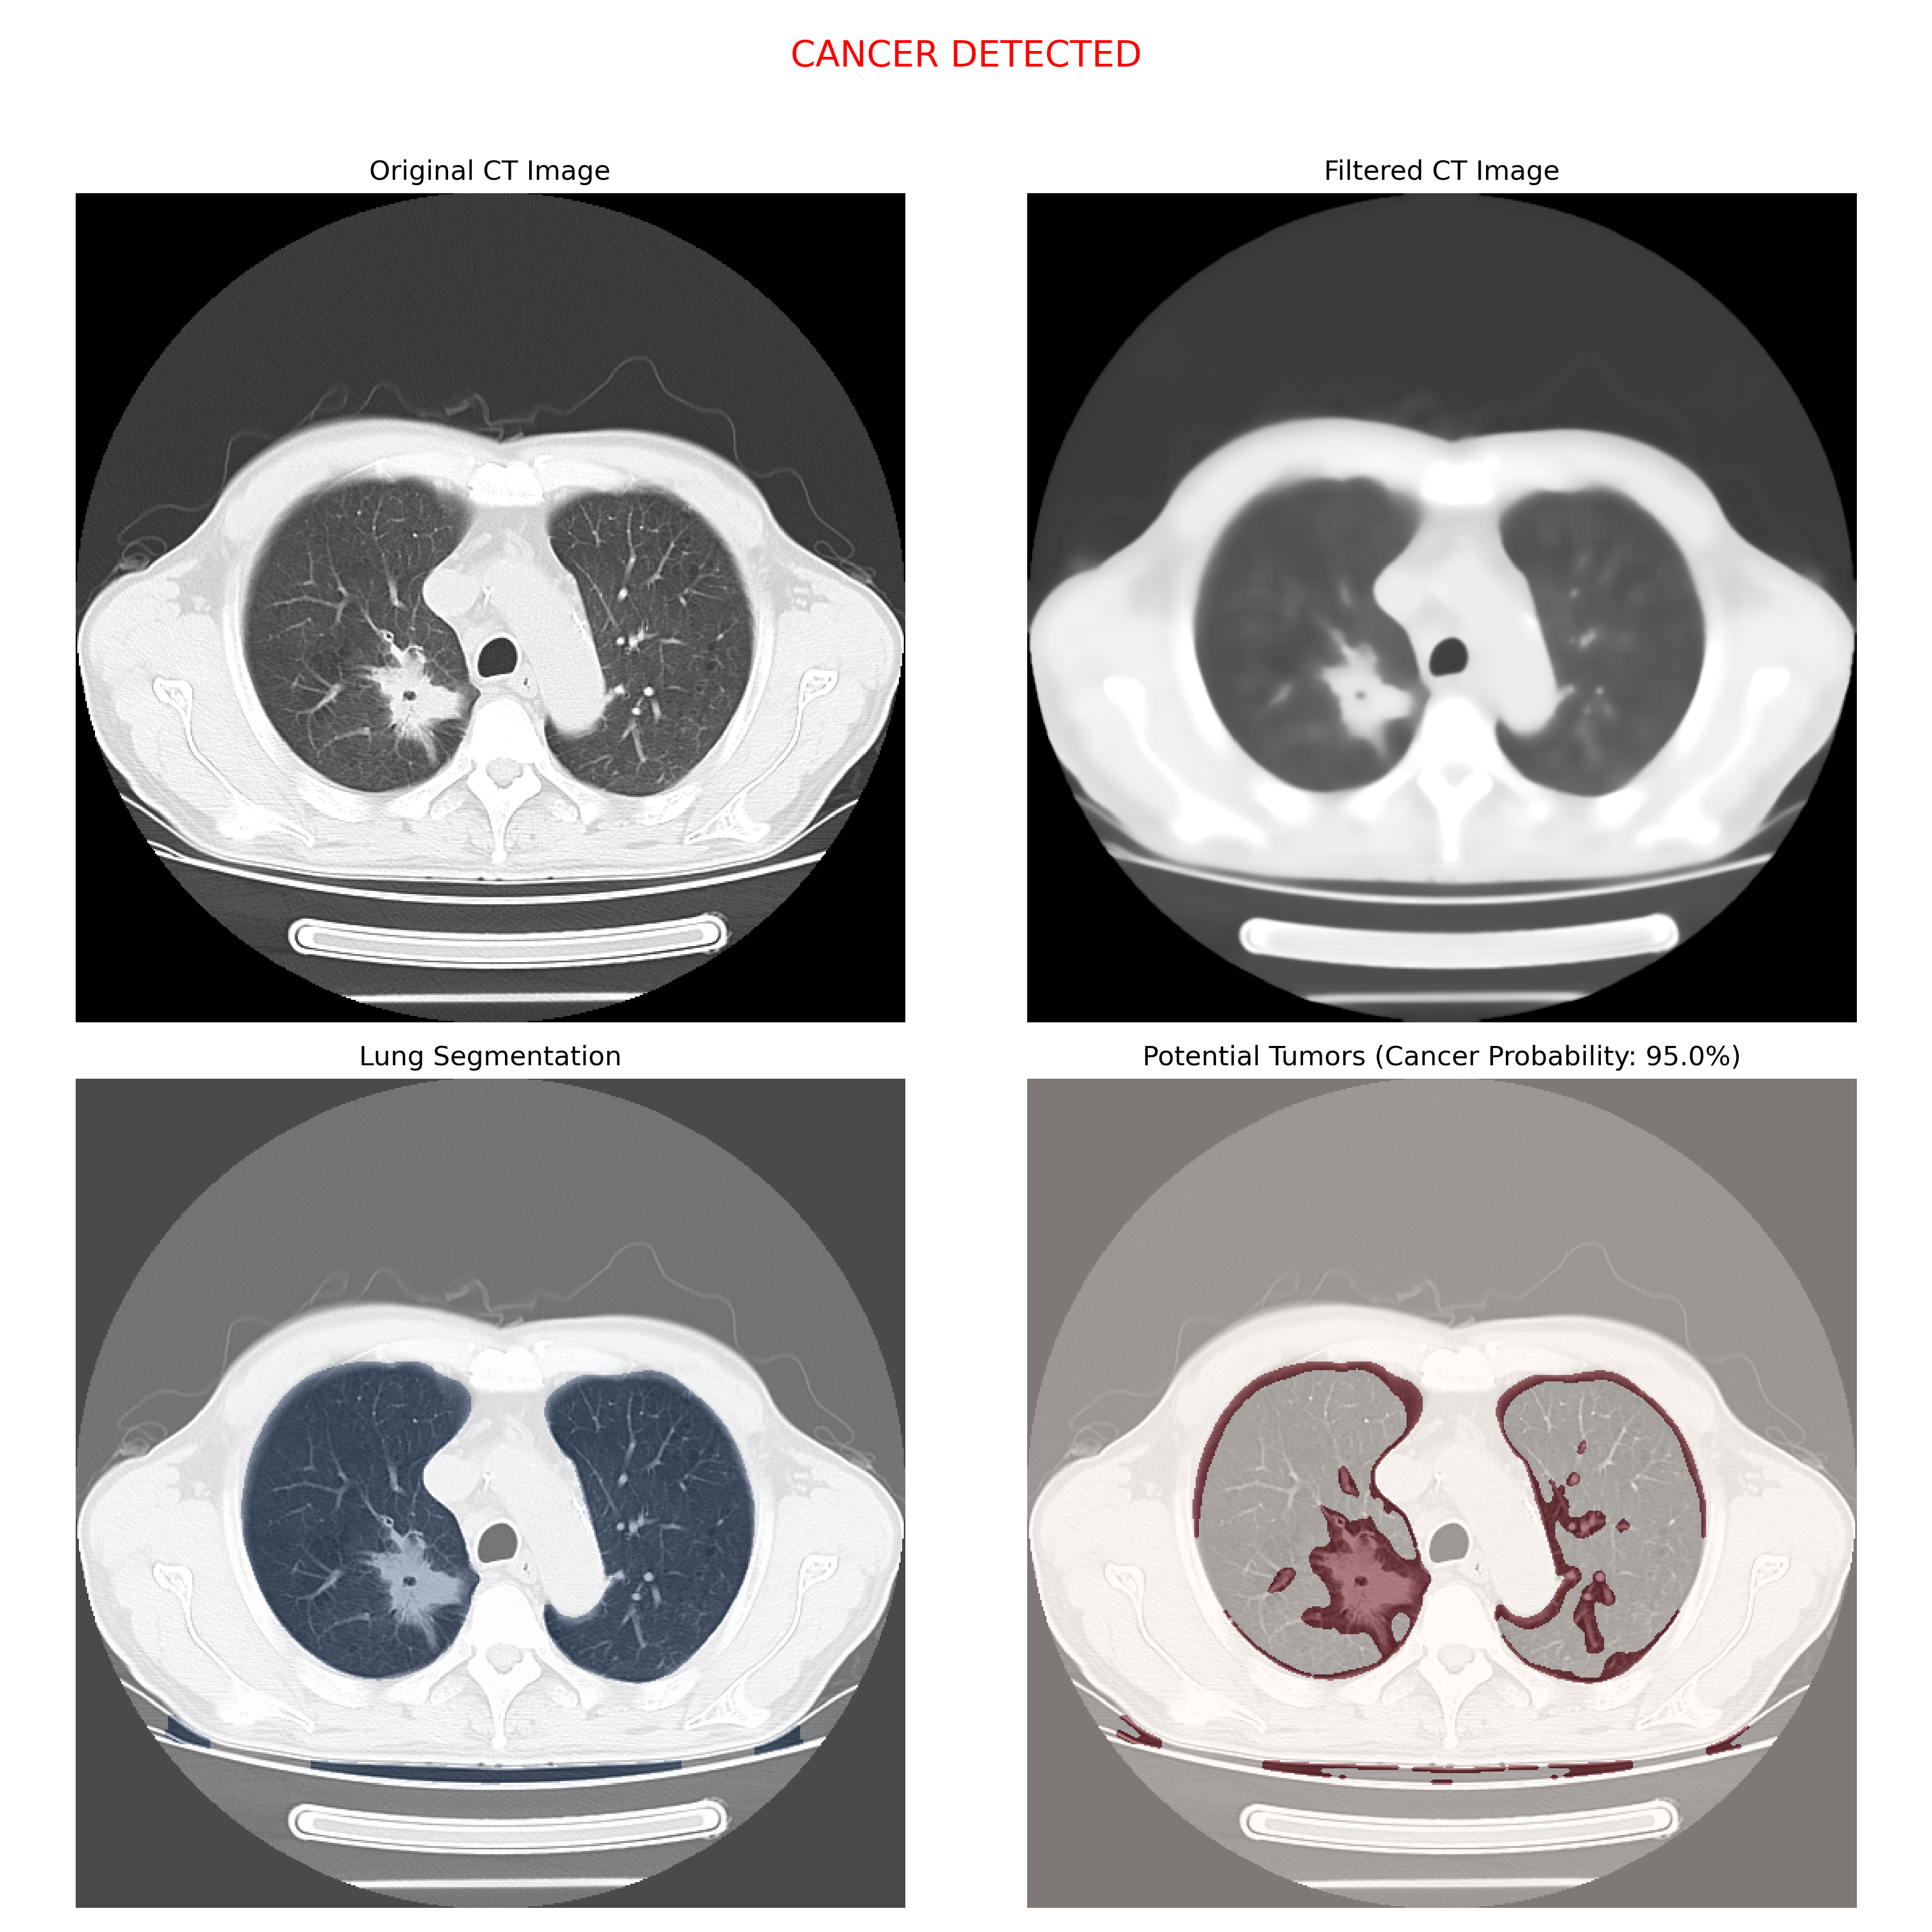 CANCER DETECTED
Original CT Image
Filtered CT Image
Lung Segmentation
Potential Tumors (Cancer Probability: 95.0%)